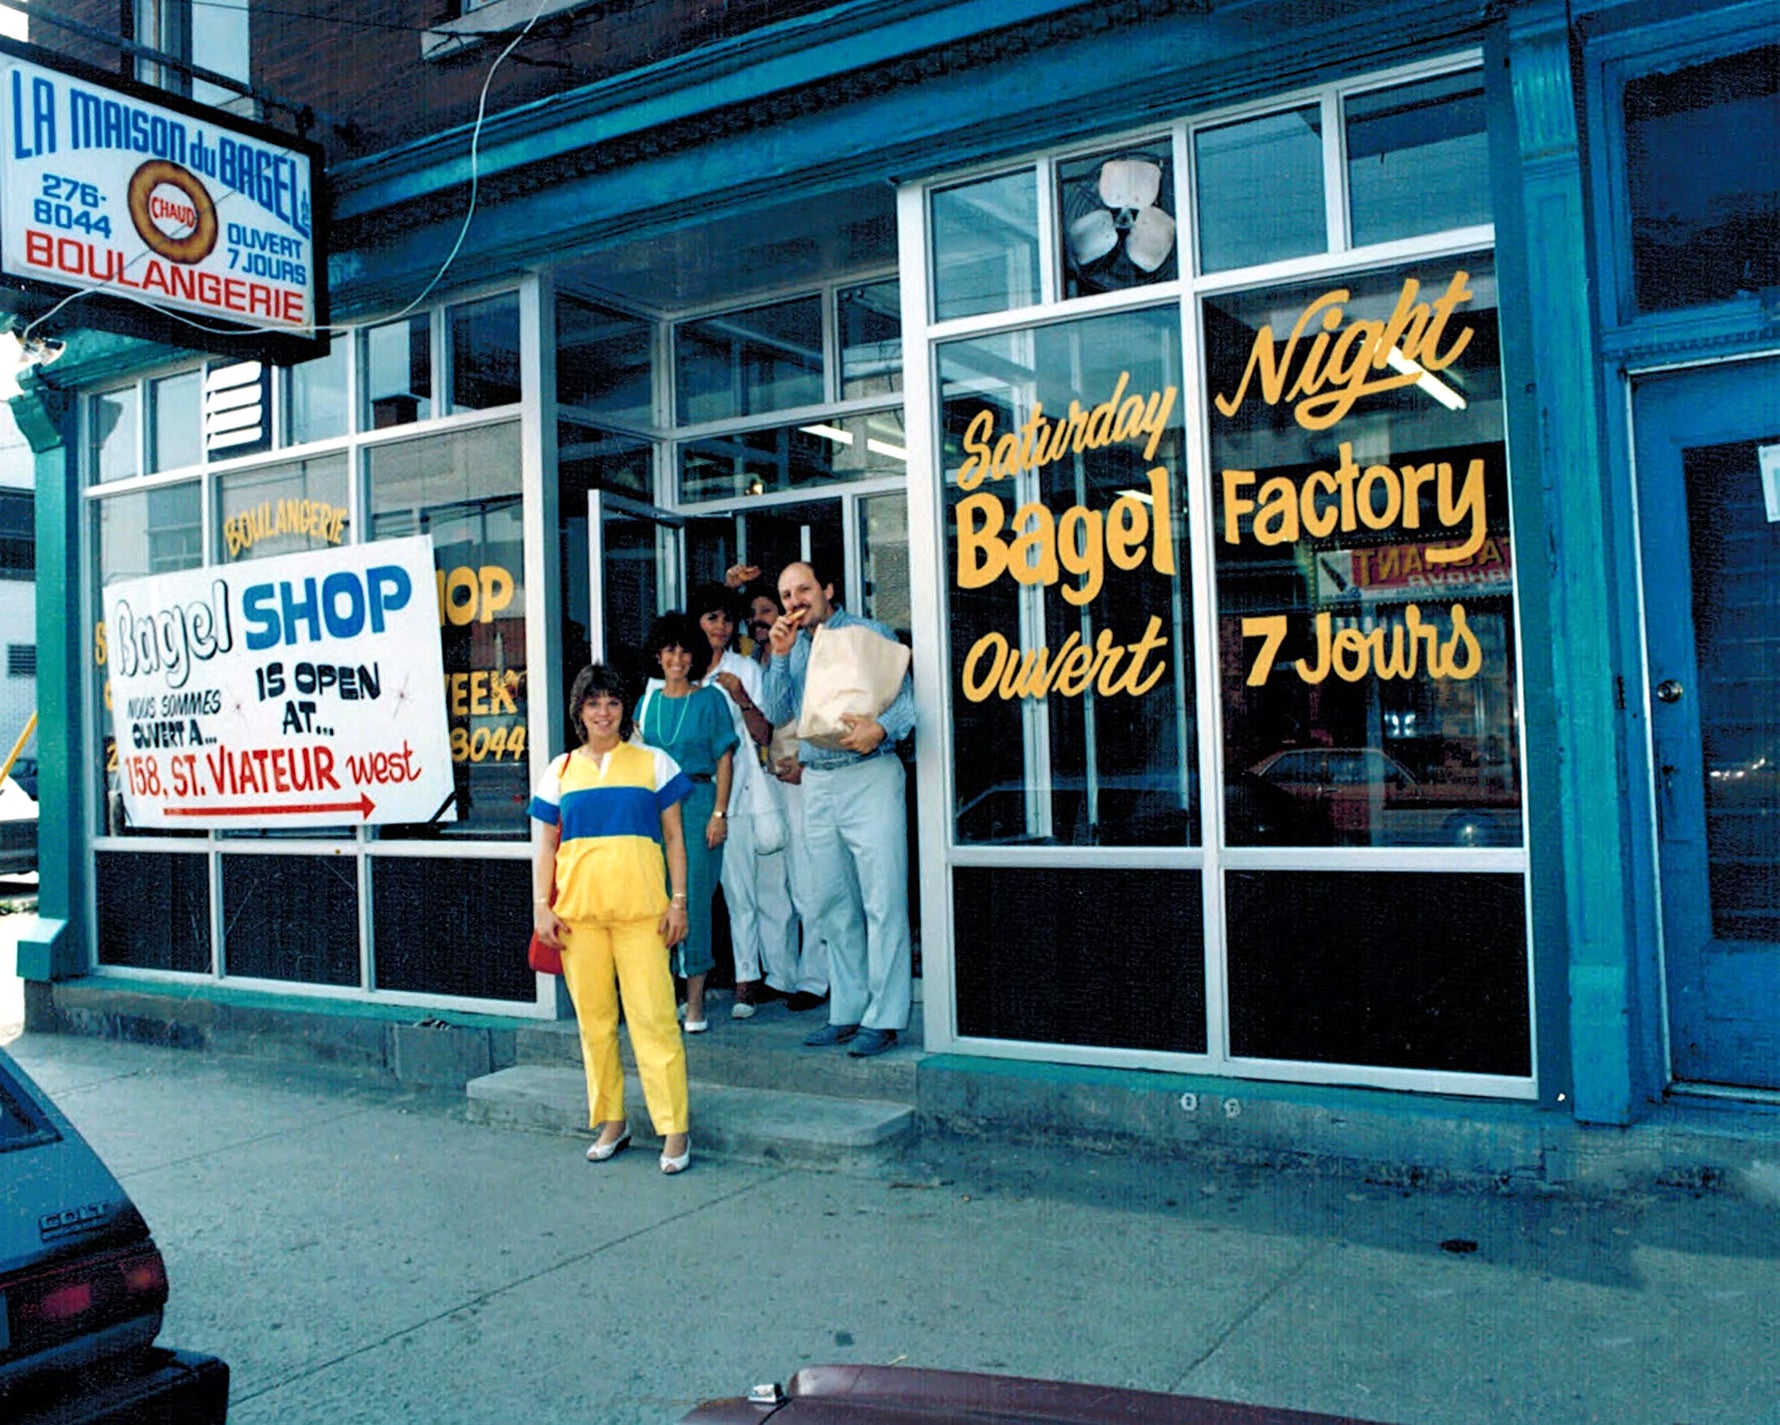 LA MAISON du BAGEL
276-
8044
CHAUD
OUVERT
7 JOURS
BOULANGERIE
BOULANGERIE
Bagel SHOP
IS OPEN
AT...
NOUS SOMMES
OUVERT A...
158, ST. VIATEUR West
8044
Saturday Night
Bagel Factory
Ouvert 7 Jours
COLT